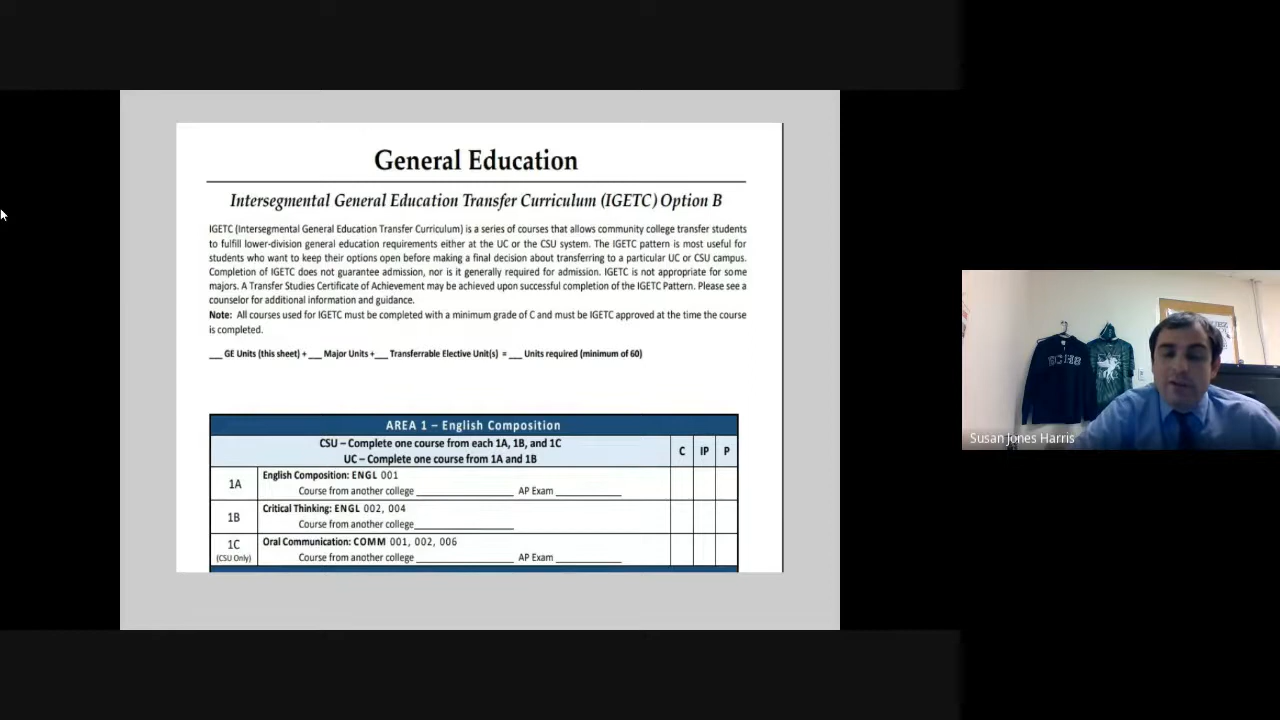 General Education
Intersegmental General Education Transfer Curriculum (IGETC) Option B
IGETC (Intersegmental General Education Transfer Curriculum) is a series of courses that allows community college transfer students
to fulfill lower-division general education requirements either at the UC or the CSU system. The IGETC pattern is most useful for
students who want to keep their options open before making a final decision about transferring to a particular UC or CSU campus.
Completion of IGETC does not guarantee admission, nor is it generally required for admission. IGETC is not appropriate for some
majors. A Transfer Studies Certificate of Achievement may be achieved upon successful completion of the IGETC Pattern. Please see a
counselor for additional information and guidance.
Note: All courses used for IGETC must be completed with a minimum grade of C and must be IGETC approved at the time the course
is completed.
___ GE Units (this sheet) + ___ Major Units +___ Transferrable Elective Unit(s) = ___ Units required (minimum of 60)
AREA 1 – English Composition
CSU – Complete one course from each 1A, 1B, and 1C
UC – Complete one course from 1A and 1B
C IP P
1A English Composition: ENGL 001
Course from another college ________________ AP Exam ___________
1B Critical Thinking: ENGL 002, 004
Course from another college________________
1C (CSU Only) Oral Communication: COMM 001, 002, 006
Course from another college ________________ AP Exam ___________
Susan Jones Harris